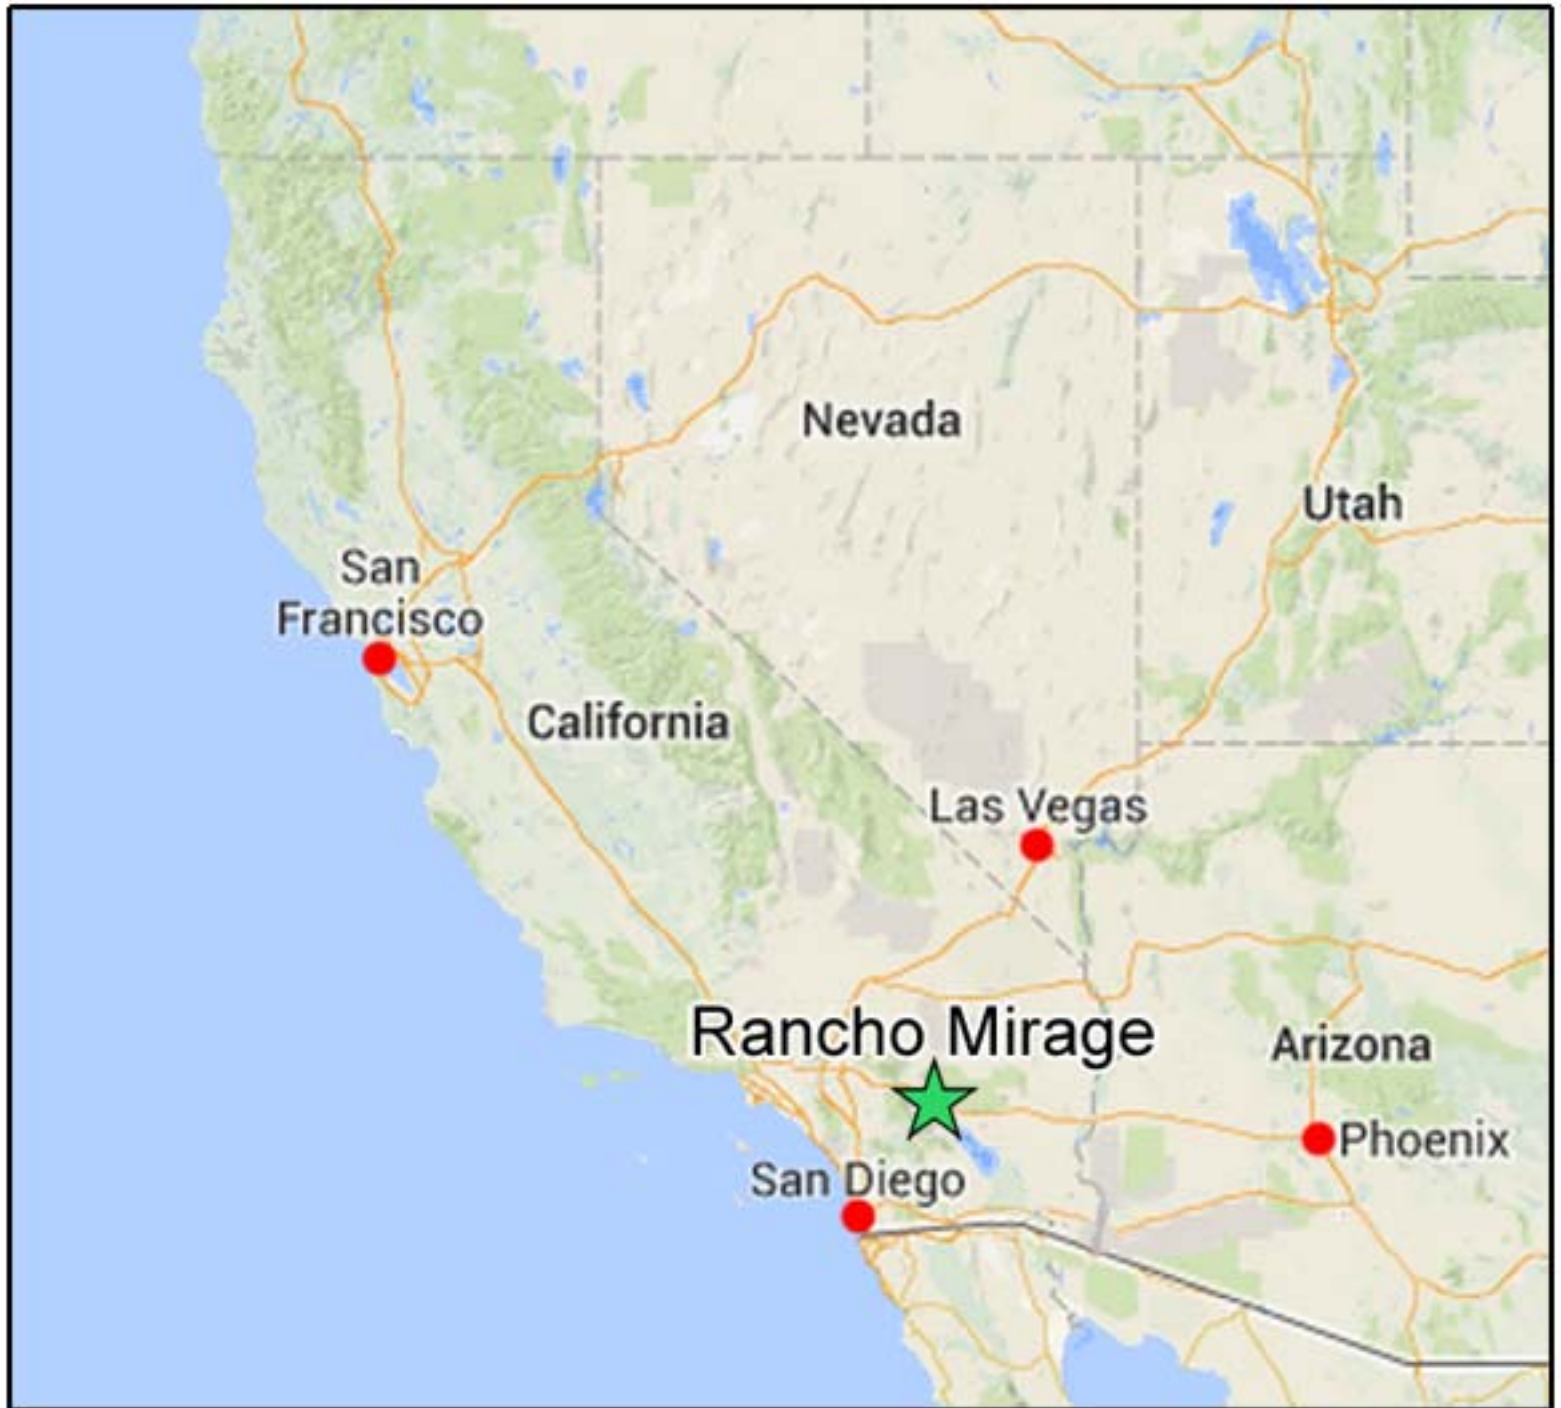 Nevada
Utah
San
Francisco
California
Las Vegas
Rancho Mirage
Arizona
Phoenix
San Diego